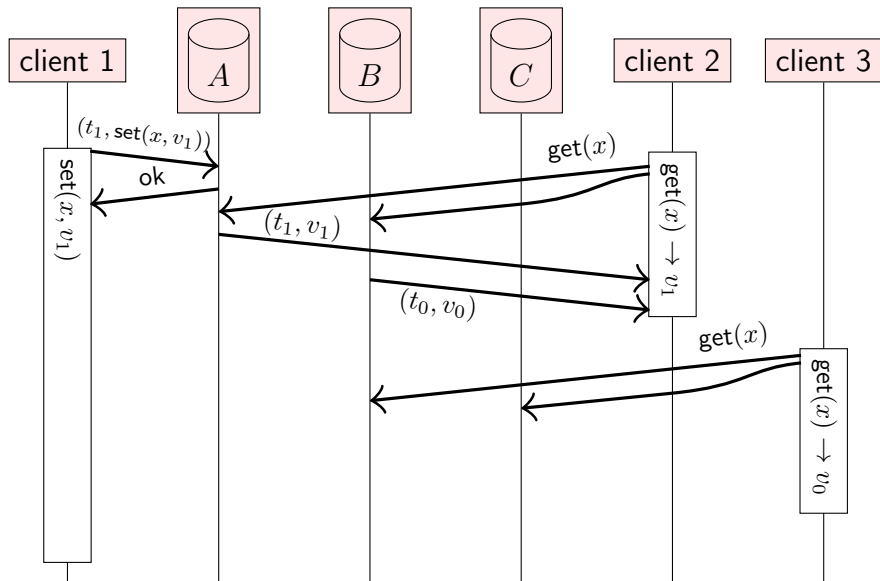 client 1
A
B
C
client 2
client 3
(t₁, set(x, v₁))
ok
set(x, v₁)
get(x)
get(x) → v₁
(t₁, v₁)
(t₀, v₀)
get(x)
get(x) → v₀